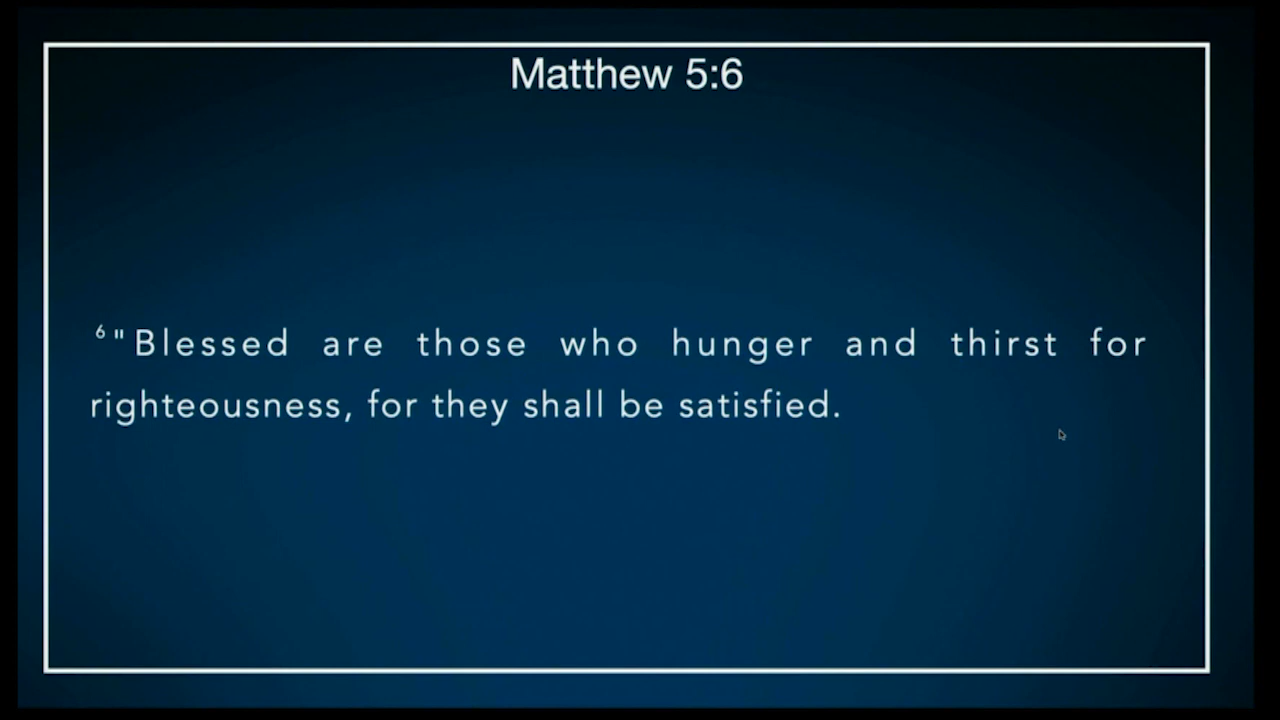 Matthew 5:6
⁶"Blessed are those who hunger and thirst for
righteousness, for they shall be satisfied.